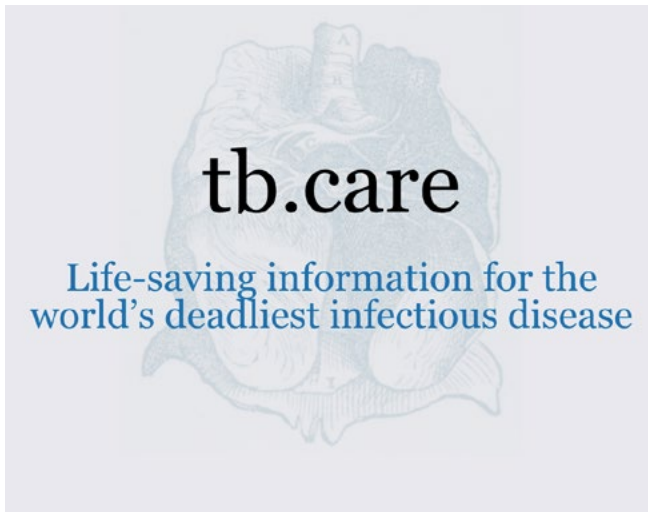 tb.care
Life-saving information for the
world's deadliest infectious disease